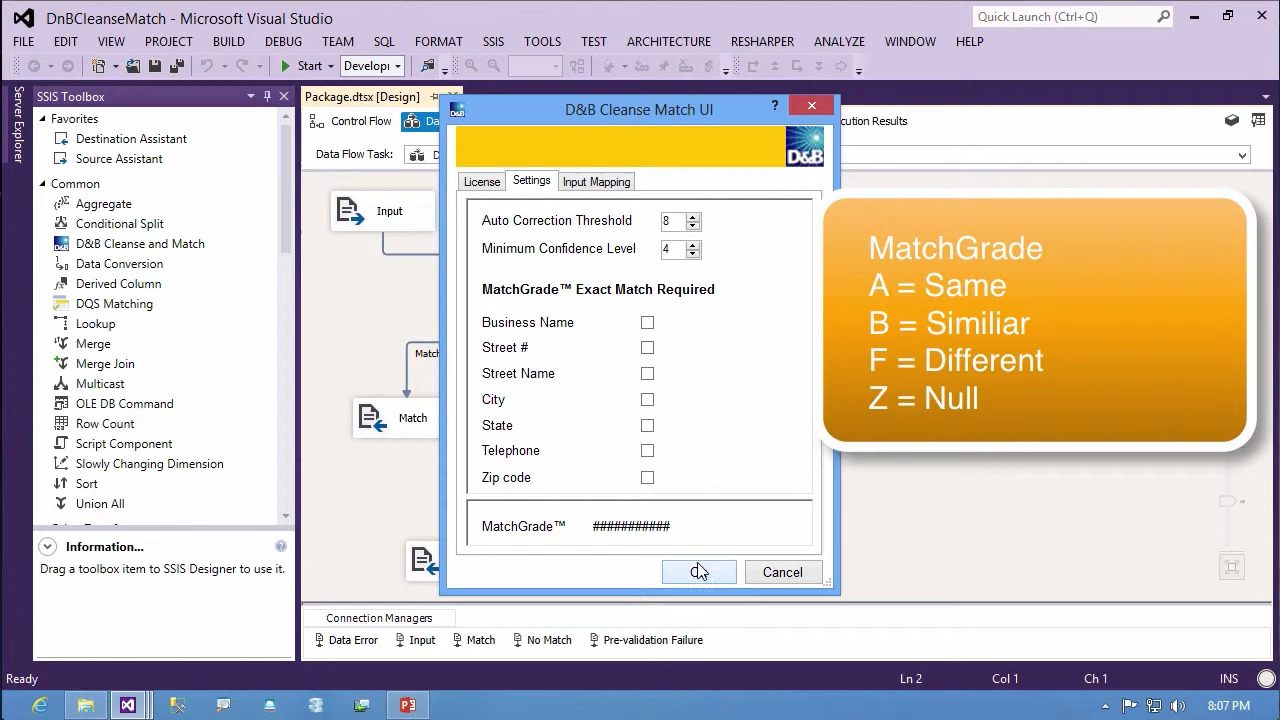 DnBCleanseMatch - Microsoft Visual Studio
Quick Launch (Ctrl+Q)
FILE EDIT VIEW PROJECT BUILD DEBUG TEAM SQL FORMAT SSIS TOOLS TEST ARCHITECTURE RESHARPER ANALYZE WINDOW HELP
Start
Develop
Server Explorer
SSIS Toolbox
Favorites
Destination Assistant
Source Assistant
Common
Aggregate
Conditional Split
D&B Cleanse and Match
Data Conversion
Derived Column
DQS Matching
Lookup
Merge
Merge Join
Multicast
OLE DB Command
Row Count
Script Component
Slowly Changing Dimension
Sort
Union All
Information...
Drag a toolbox item to SSIS Designer to use it.
Package.dtsx [Design]
Control Flow
Data Flow Task:
Input
Match
Match
D&B Cleanse Match UI
?
D&B
D&B
License
Settings
Input Mapping
Auto Correction Threshold 8
Minimum Confidence Level 4
MatchGrade™ Exact Match Required
Business Name
Street #
Street Name
City
State
Telephone
Zip code
MatchGrade™ ###########
Cancel
MatchGrade
A = Same
B = Similiar
F = Different
Z = Null
Connection Managers
Data Error
Input
Match
No Match
Pre-validation Failure
Ready
Ln 2
Col 1
Ch 1
INS
8:07 PM